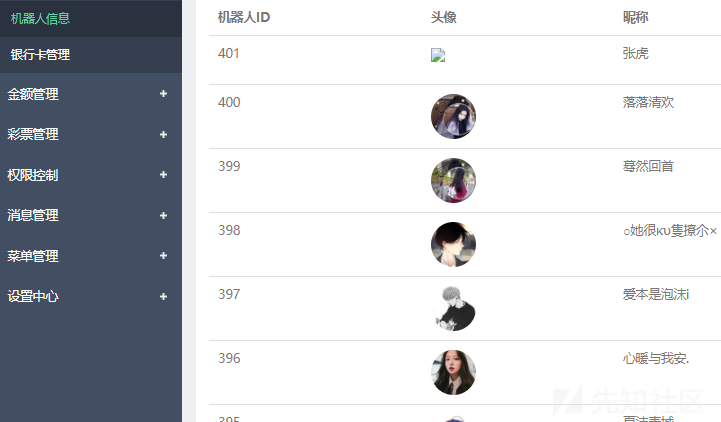 机器人信息
银行卡管理
金额管理
彩票管理
权限控制
消息管理
菜单管理
设置中心
机器人ID 头像 昵称
401 张虎
400 落落清欢
399 蓦然回首
398 ○她很κυ隻撩尒×
397 爱本是泡沫i
396 心暖与我安.
395
先知社区